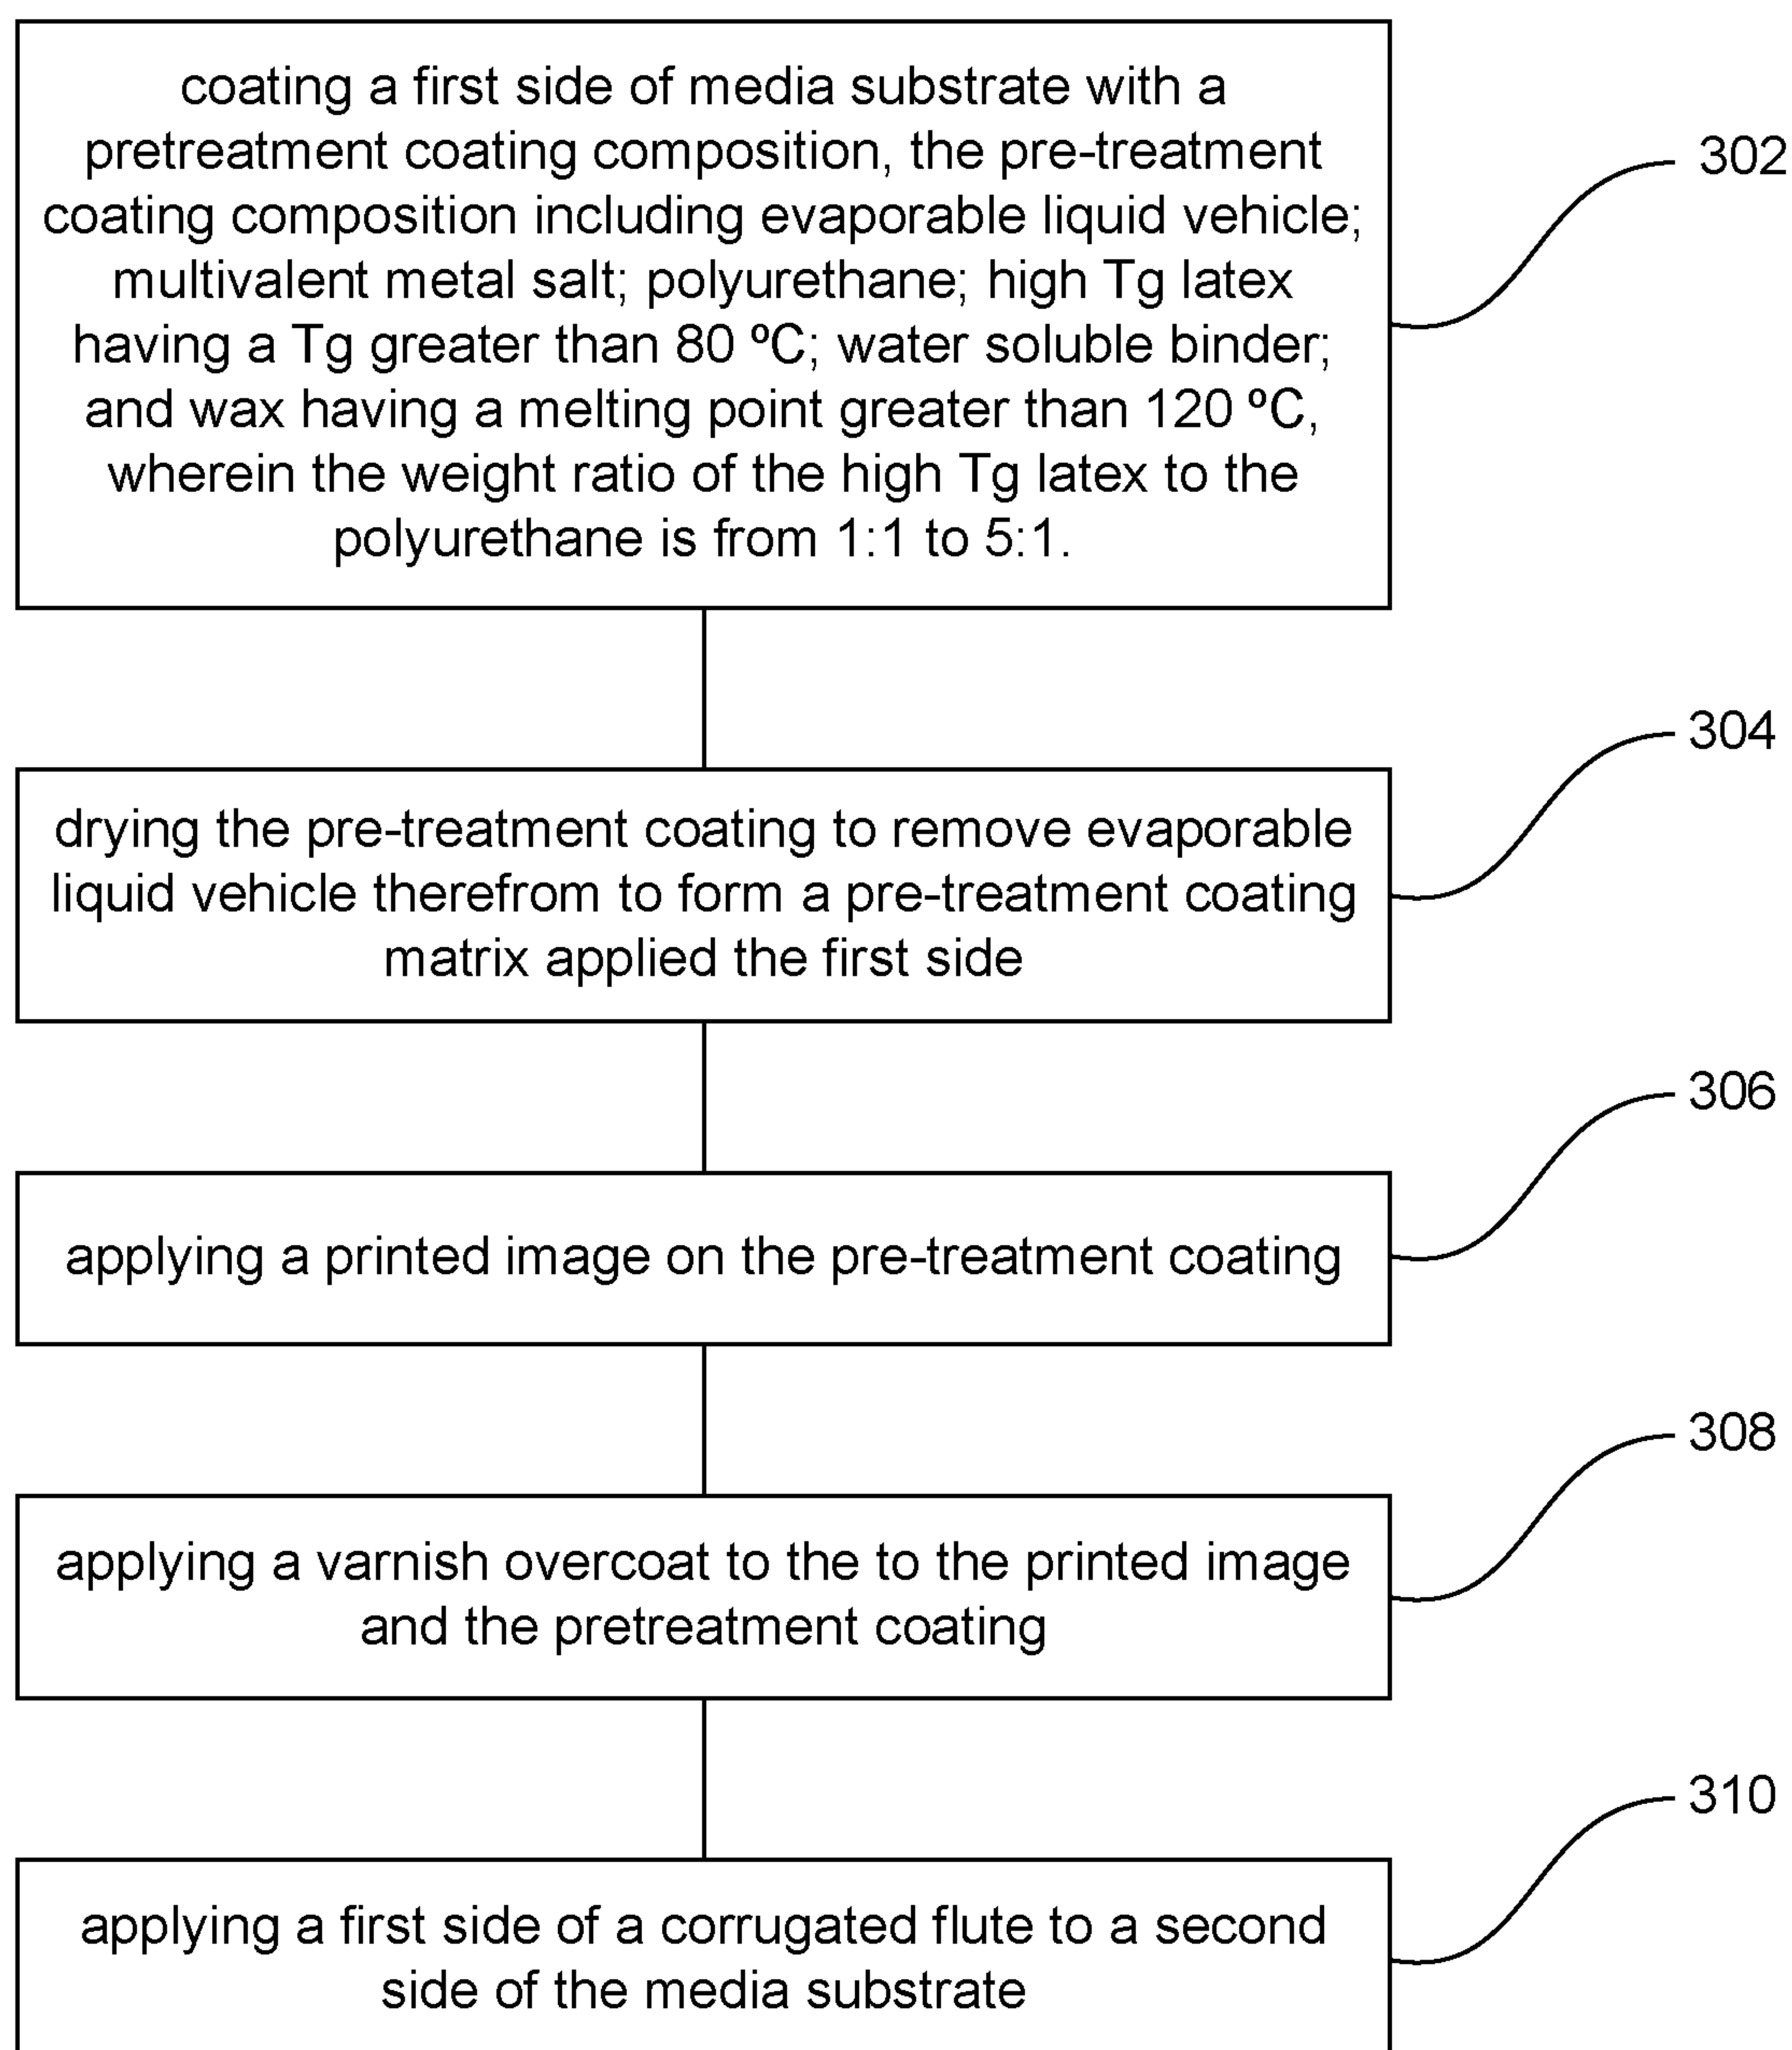 coating a first side of media substrate with a
pretreatment coating composition, the pre-treatment
coating composition including evaporable liquid vehicle;
multivalent metal salt; polyurethane; high Tg latex
having a Tg greater than 80 ºC; water soluble binder;
and wax having a melting point greater than 120 ºC,
wherein the weight ratio of the high Tg latex to the
polyurethane is from 1:1 to 5:1.
302
drying the pre-treatment coating to remove evaporable
liquid vehicle therefrom to form a pre-treatment coating
matrix applied the first side
304
applying a printed image on the pre-treatment coating
306
applying a varnish overcoat to the to the printed image
and the pretreatment coating
308
applying a first side of a corrugated flute to a second
side of the media substrate
310